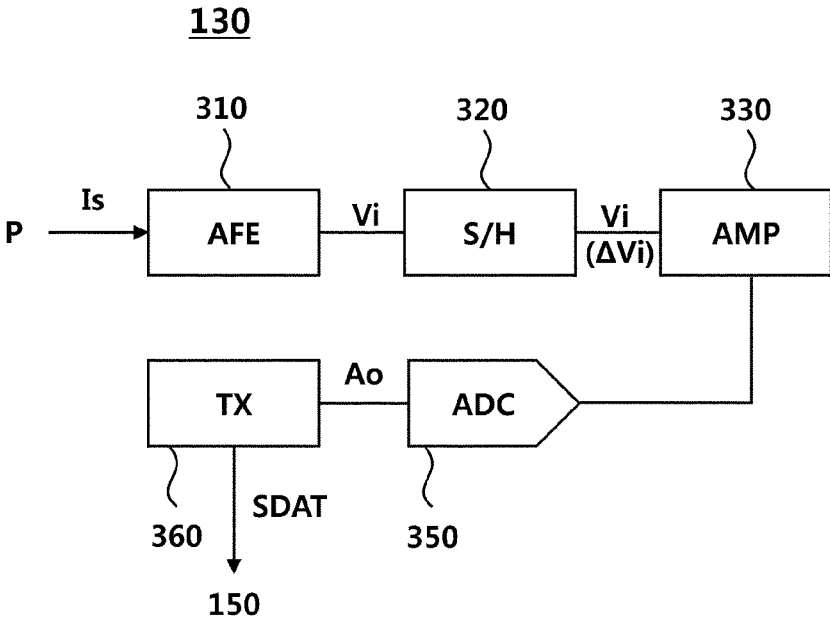 130
310
320
330
P
Is
AFE
Vi
S/H
Vi
(ΔVi)
AMP
TX
Ao
ADC
360
SDAT
350
150